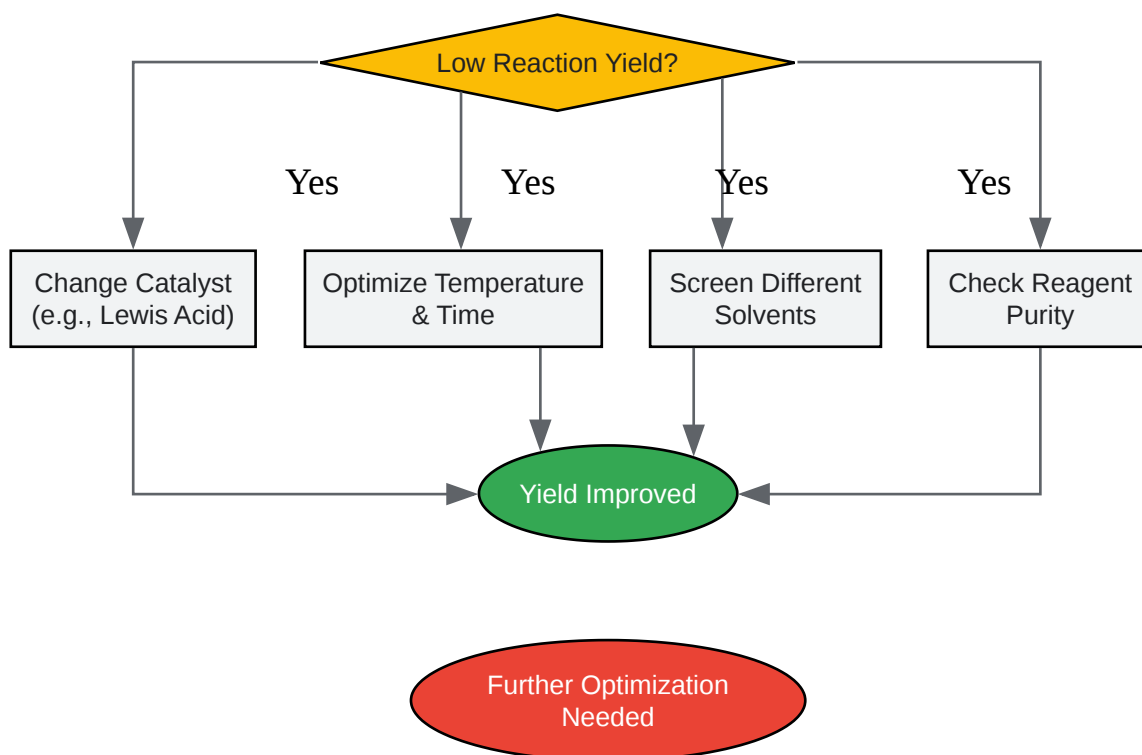 Low Reaction Yield?
Yes
Yes
Yes
Yes
Change Catalyst
(e.g., Lewis Acid)
Optimize Temperature
& Time
Screen Different
Solvents
Check Reagent
Purity
Yield Improved
Further Optimization
Needed